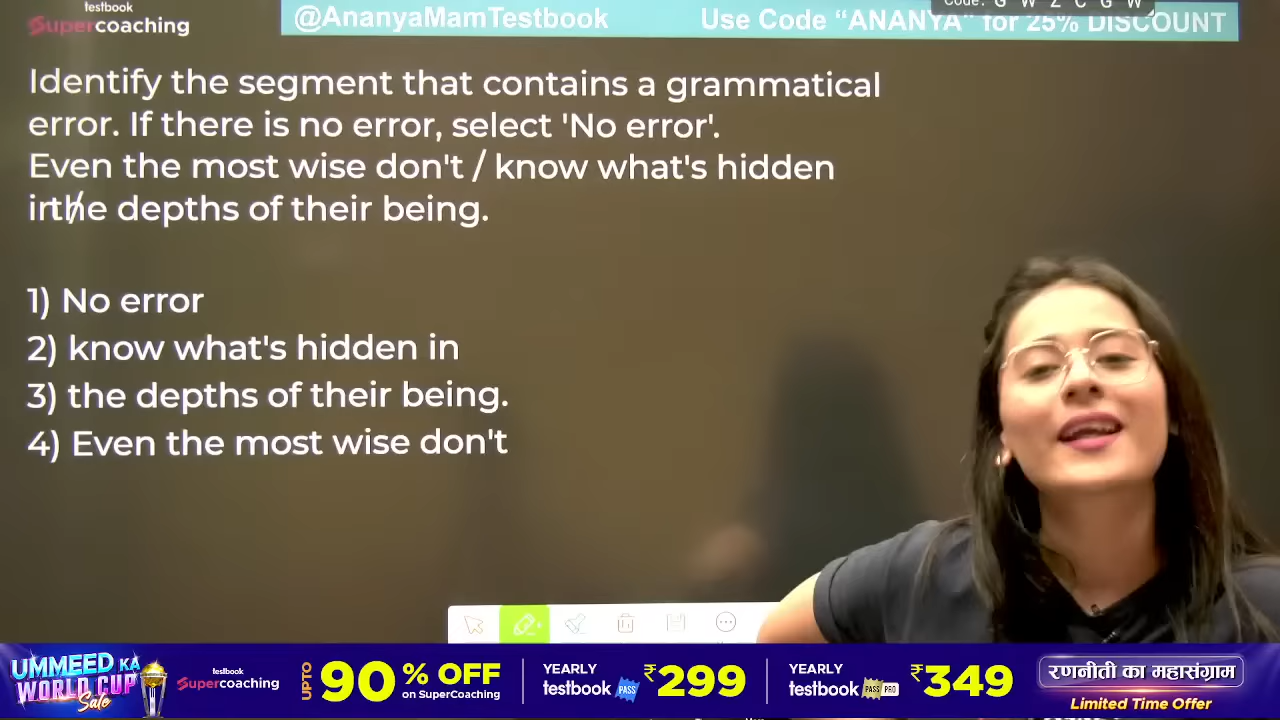 testbook
Supercoaching
@AnanyaMamTestbook
Use Code “ANANYA” for 25% DISCOUNT
Code: G W Z C G W
Identify the segment that contains a grammatical
error. If there is no error, select 'No error'.
Even the most wise don't / know what's hidden
in / the depths of their being.
1) No error
2) know what's hidden in
3) the depths of their being.
4) Even the most wise don't
UMMEED KA
WORLD CUP
Sale
testbook
Supercoaching
UPTO
90% OFF
on SuperCoaching
YEARLY
testbook PASS
₹299
YEARLY
testbook PASS PRO
₹349
रणनीती का महासंग्राम
Limited Time Offer